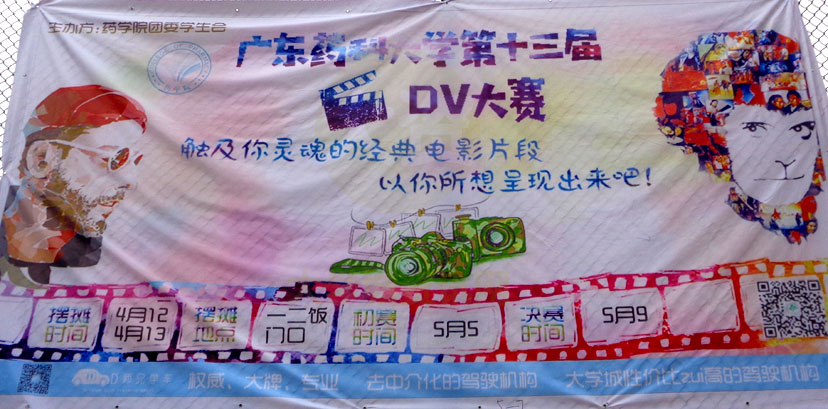 主办方:药学院团委学生会
广东药科大学第十三届
DV大赛
触及你灵魂的经典电影片段
以你所想呈现出来吧!
摆摊时间 4月12 4月13 摆摊地点 一二饭门口 初赛时间 5月5 决赛时间 5月9
权威、大牌、专业 去中介化的驾驶机构 大学城性价比zui高的驾驶机构